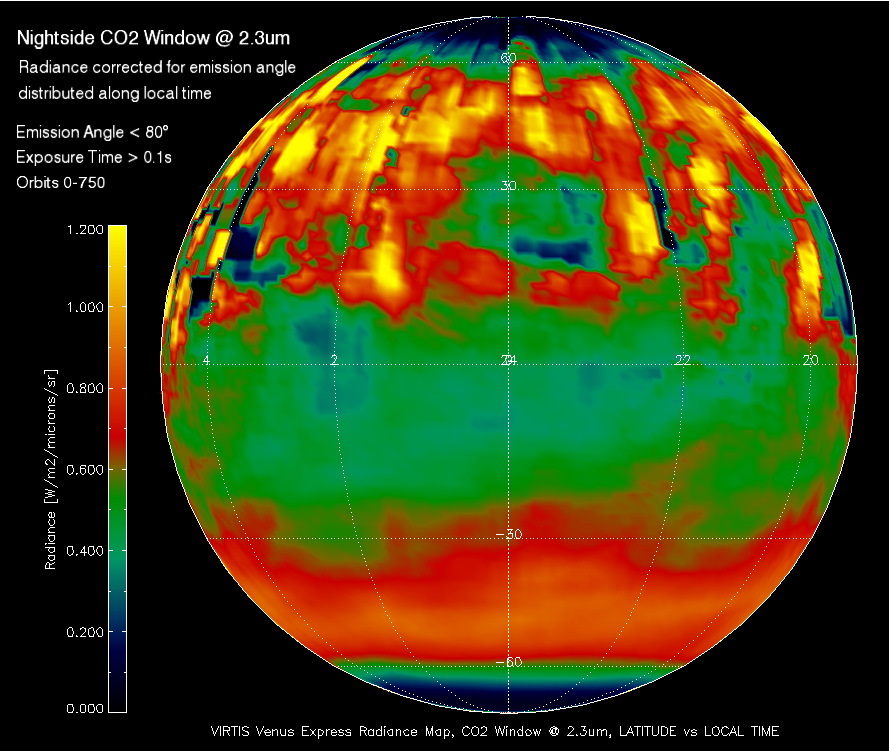 Nightside CO2 Window @ 2.3um
Radiance corrected for emission angle
distributed along local time
Emission Angle < 80°
Exposure Time > 0.1s
Orbits 0-750
60
30
4 2 24 22 20
-30
-60
1.200
1.000
0.800
0.600
0.400
0.200
0.000
Radiance [W/m2/microns/sr]
VIRTIS Venus Express Radiance Map, CO2 Window @ 2.3um, LATITUDE vs LOCAL TIME